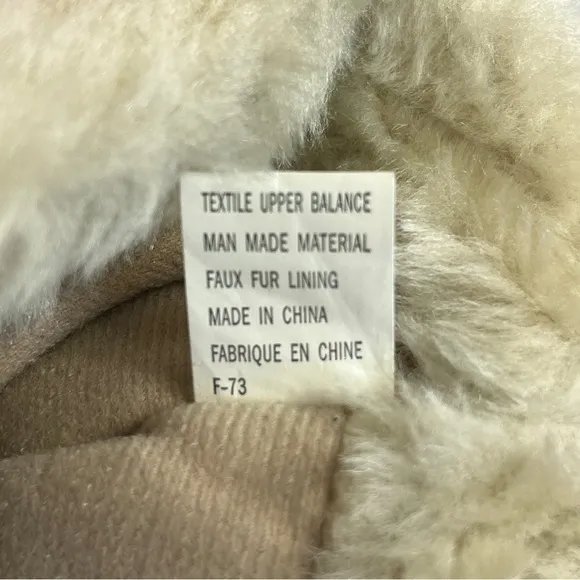 TEXTILE UPPER BALANCE
MAN MADE MATERIAL
FAUX FUR LINING
MADE IN CHINA
FABRIQUE EN CHINE
F-73